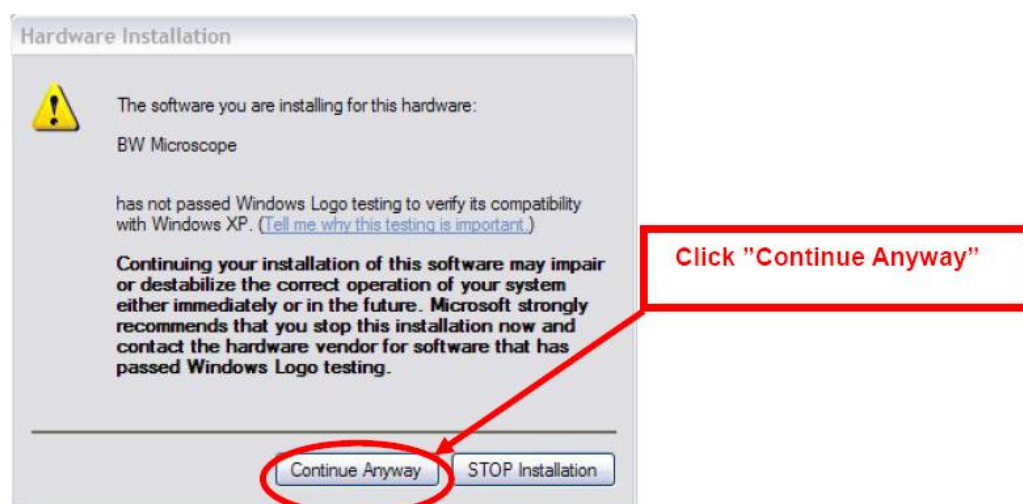 Hardware Installation
The software you are installing for this hardware:
BW Microscope
has not passed Windows Logo testing to verify its compatibility
with Windows XP. (Tell me why this testing is important.)
Continuing your installation of this software may impair
or destabilize the correct operation of your system
either immediately or in the future. Microsoft strongly
recommends that you stop this installation now and
contact the hardware vendor for software that has
passed Windows Logo testing.
Continue Anyway
STOP Installation
Click ”Continue Anyway”